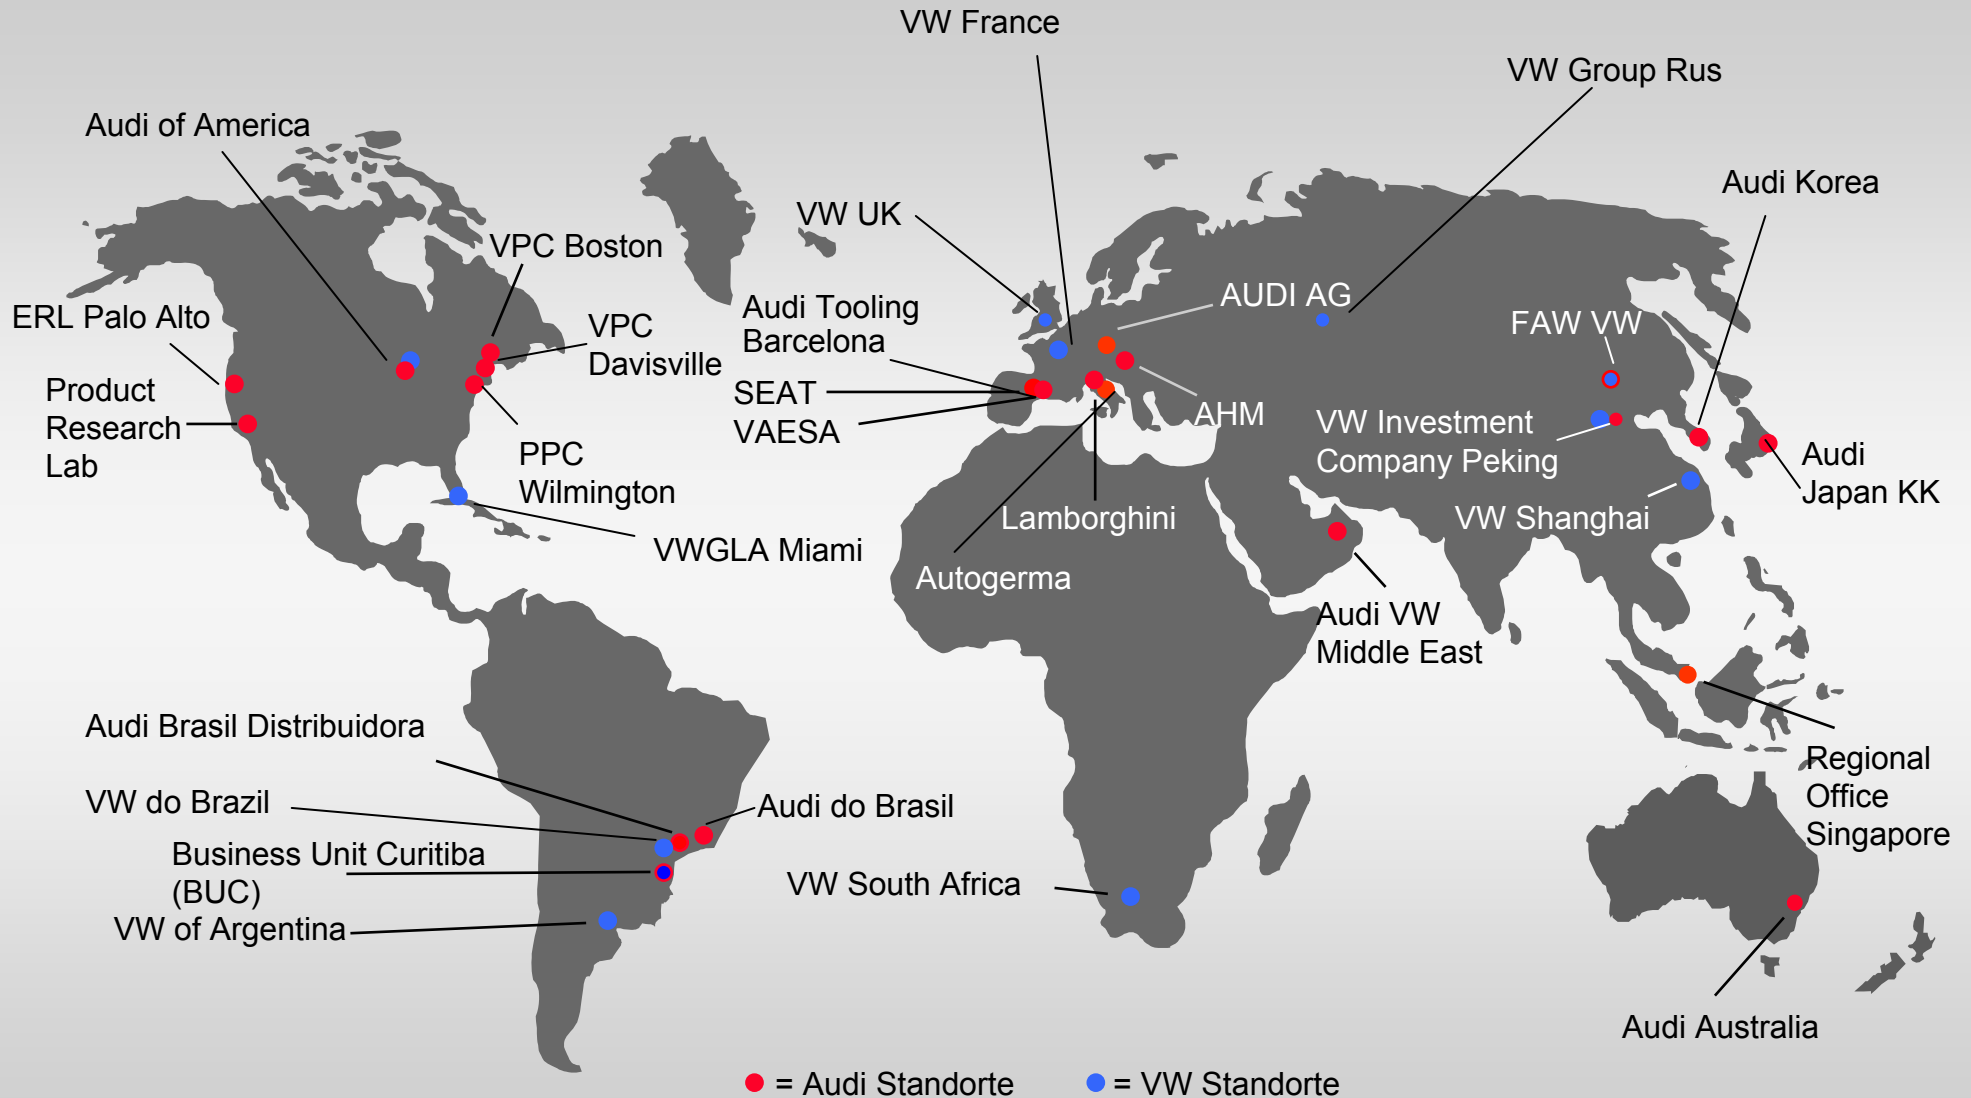 VW France
VW Group Rus
Audi of America
Audi Korea
VW UK
VPC Boston
AUDI AG
ERL Palo Alto
Audi Tooling
Barcelona
VPC
Davisville
FAW VW
Product
Research
Lab
SEAT
VAESA
AHM
VW Investment
Company Peking
PPC
Wilmington
Audi
Japan KK
Lamborghini
VW Shanghai
VWGLA Miami
Autogerma
Audi VW
Middle East
Audi Brasil Distribuidora
Regional
Office
Singapore
VW do Brazil
Audi do Brasil
Business Unit Curitiba
(BUC)
VW South Africa
VW of Argentina
Audi Australia
= Audi Standorte
= VW Standorte